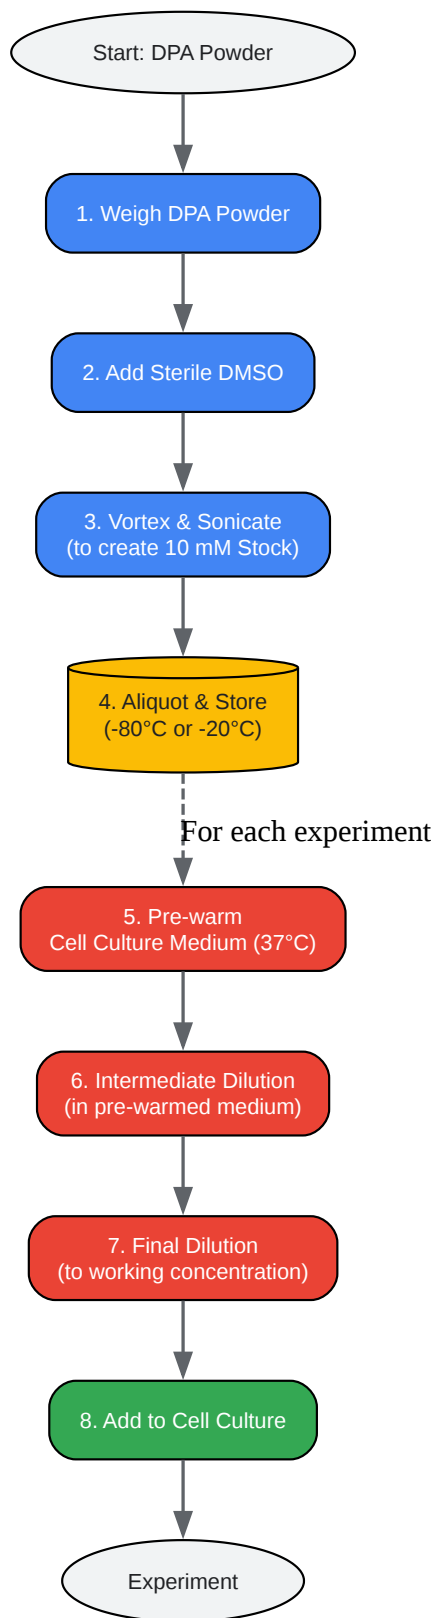 Start: DPA Powder
1. Weigh DPA Powder
2. Add Sterile DMSO
3. Vortex & Sonicate
(to create 10 mM Stock)
4. Aliquot & Store
(-80°C or -20°C)
For each experiment
5. Pre-warm
Cell Culture Medium (37°C)
6. Intermediate Dilution
(in pre-warmed medium)
7. Final Dilution
(to working concentration)
8. Add to Cell Culture
Experiment